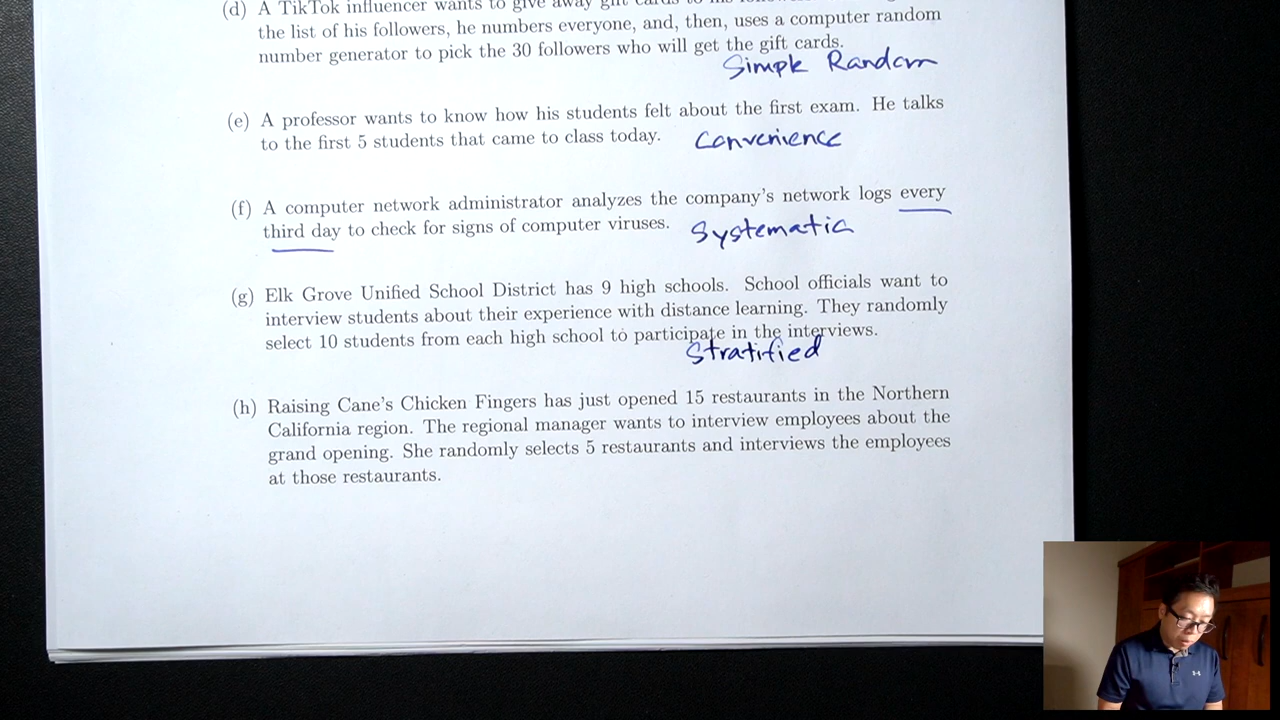 (d) A TikTok influencer wants to give away gift cards to his
the list of his followers, he numbers everyone, and, then, uses a computer random
number generator to pick the 30 followers who will get the gift cards.
Simple Random
(e) A professor wants to know how his students felt about the first exam. He talks
to the first 5 students that came to class today. Convenience
(f) A computer network administrator analyzes the company's network logs every
third day to check for signs of computer viruses. Systematic
(g) Elk Grove Unified School District has 9 high schools. School officials want to
interview students about their experience with distance learning. They randomly
select 10 students from each high school to participate in the interviews.
Stratified
(h) Raising Cane's Chicken Fingers has just opened 15 restaurants in the Northern
California region. The regional manager wants to interview employees about the
grand opening. She randomly selects 5 restaurants and interviews the employees
at those restaurants.